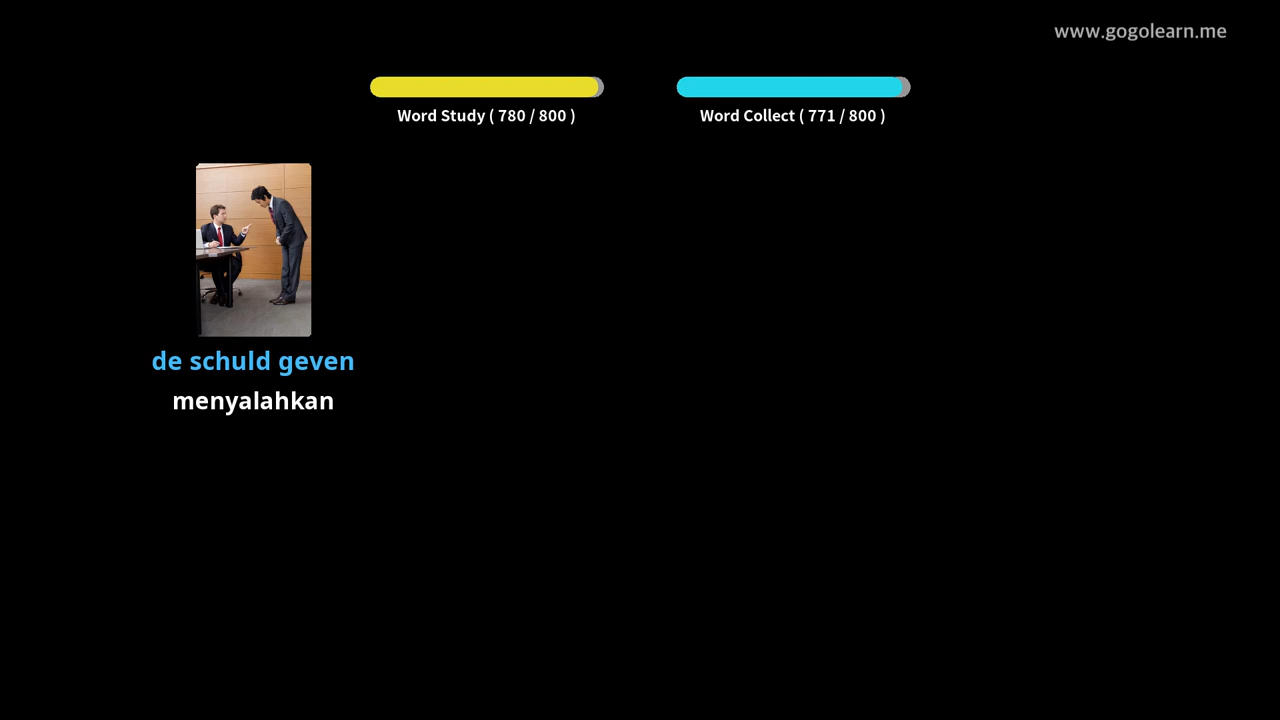 www.gogolearn.me
Word Study ( 780 / 800 )
Word Collect ( 771 / 800 )
de schuld geven
menyalahkan